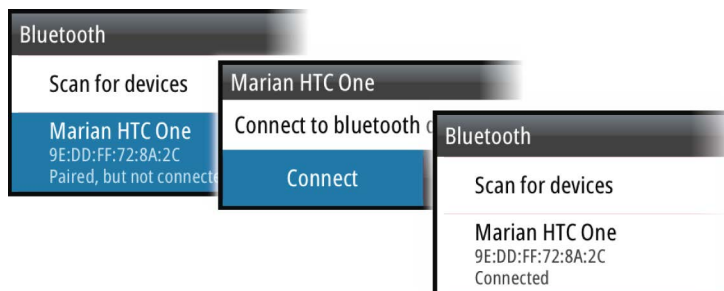 Bluetooth
Scan for devices
Marian HTC One
9E:DD:FF:72:8A:2C
Paired, but not connecte
Marian HTC One
Connect to bluetooth
Connect
Bluetooth
Scan for devices
Marian HTC One
9E:DD:FF:72:8A:2C
Connected